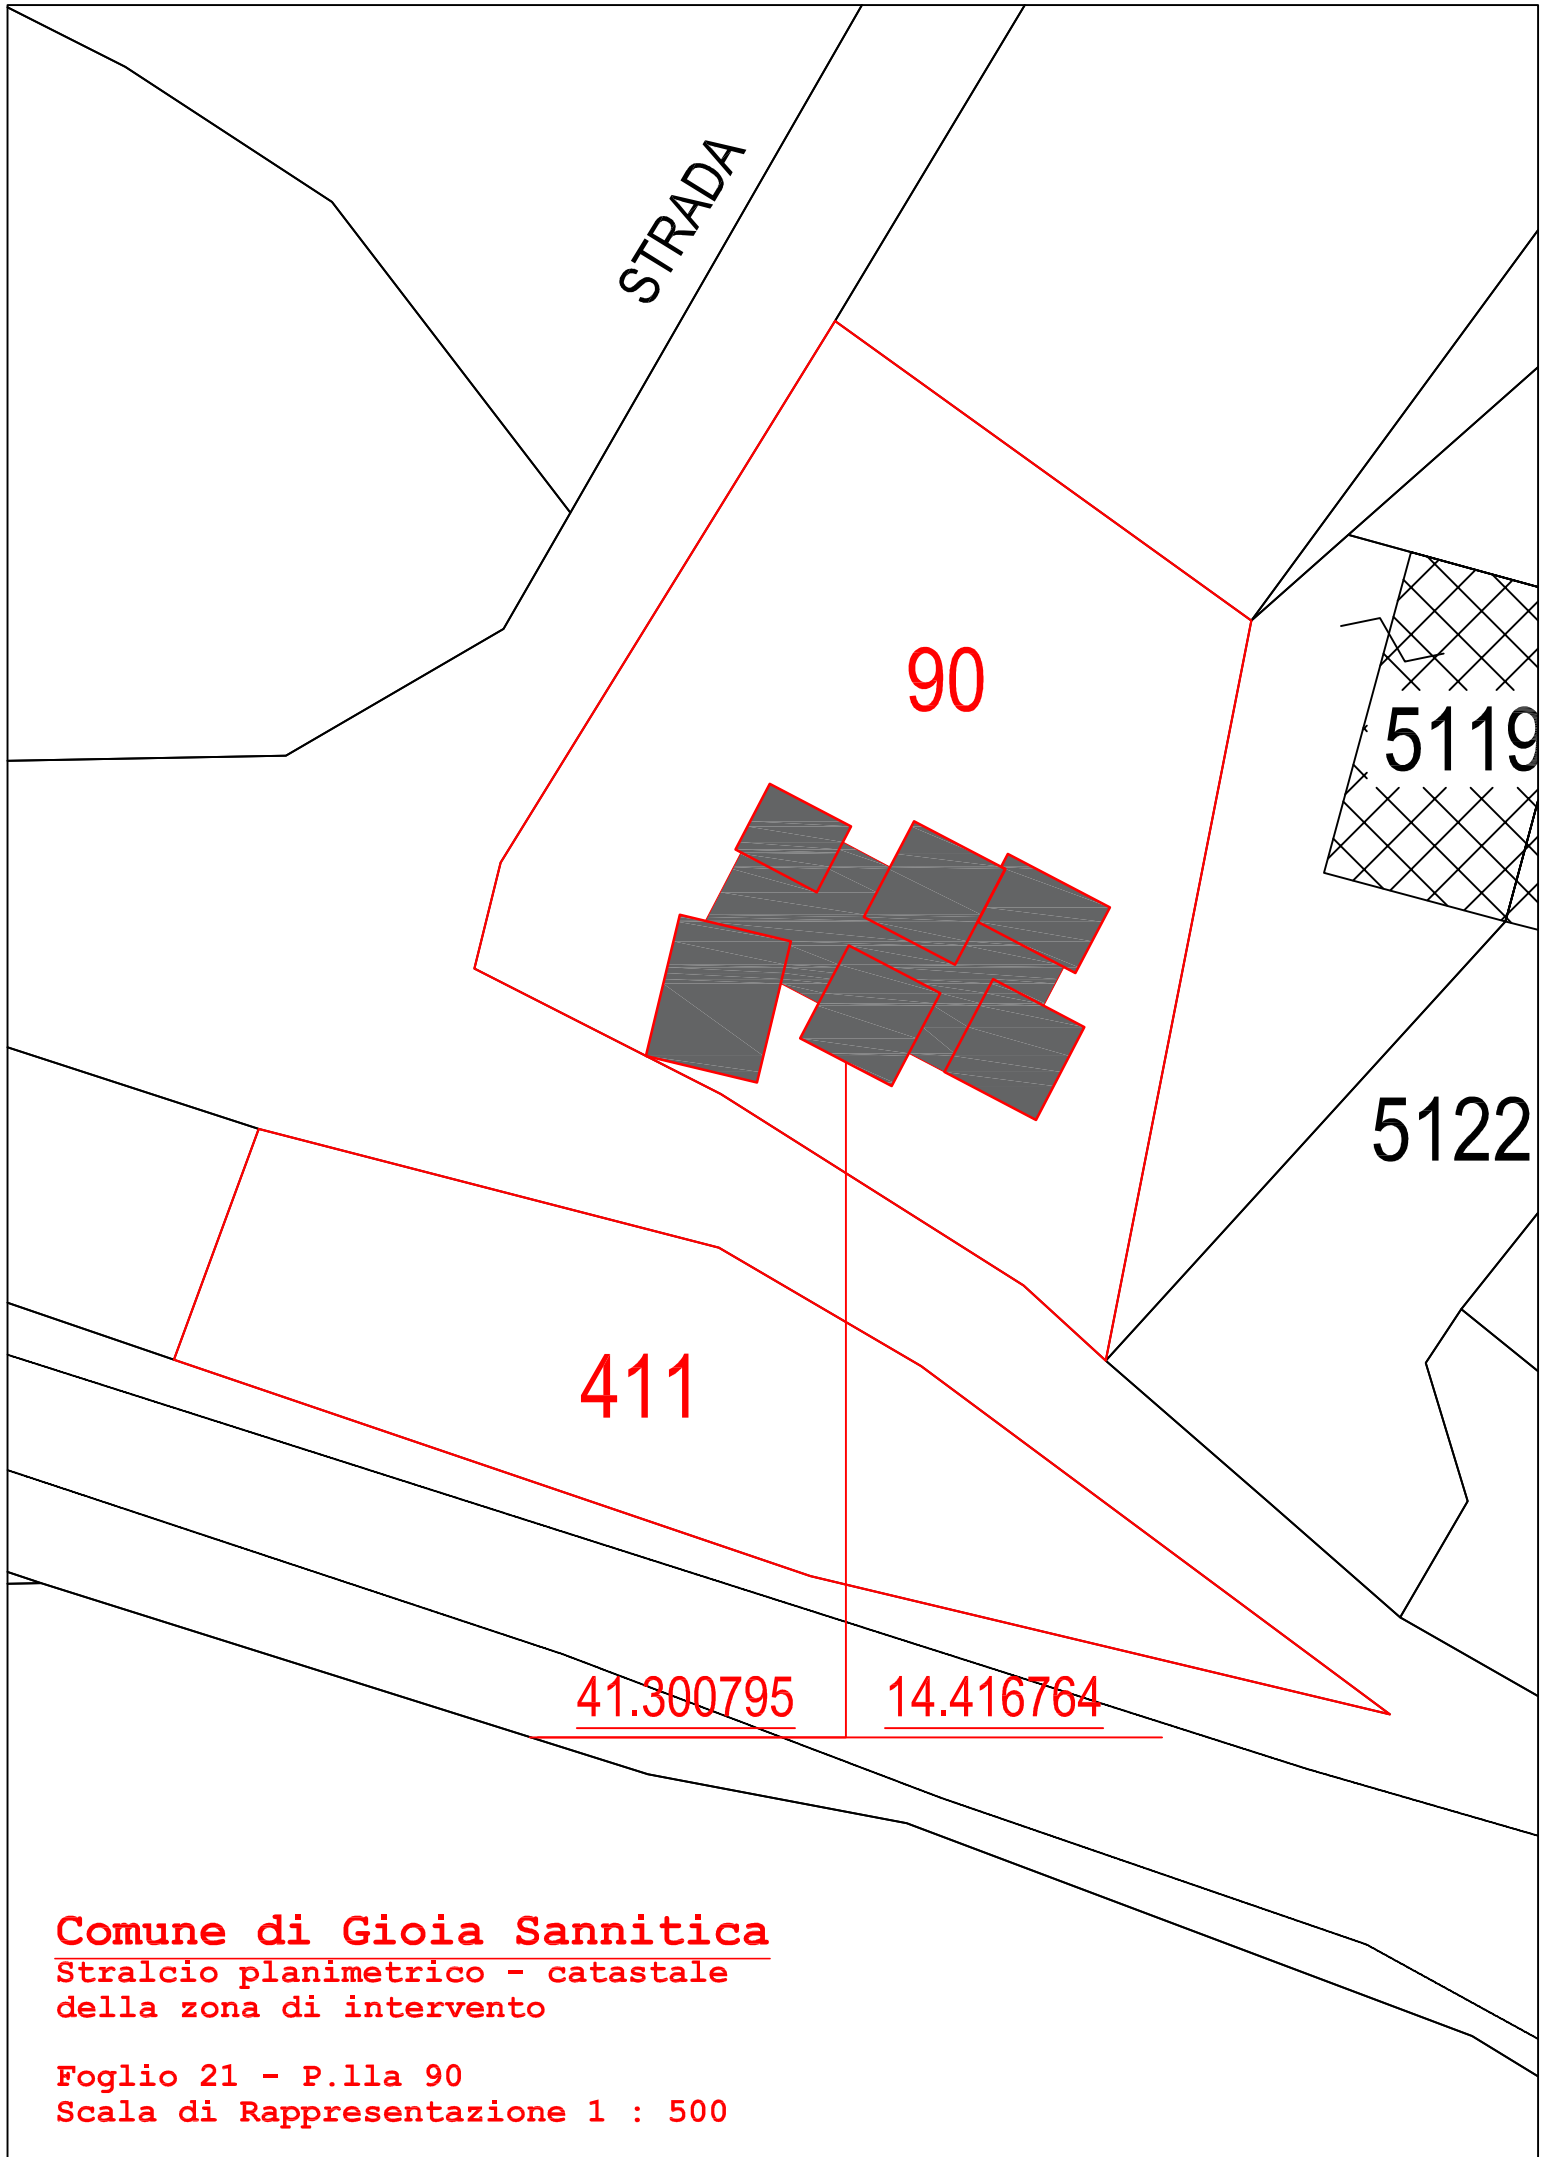 STRADA
90
5119
5122
411
41.300795 14.416764
Comune di Gioia Sannitica
Stralcio planimetrico - catastale
della zona di intervento
Foglio 21 - P.lla 90
Scala di Rappresentazione 1 : 500